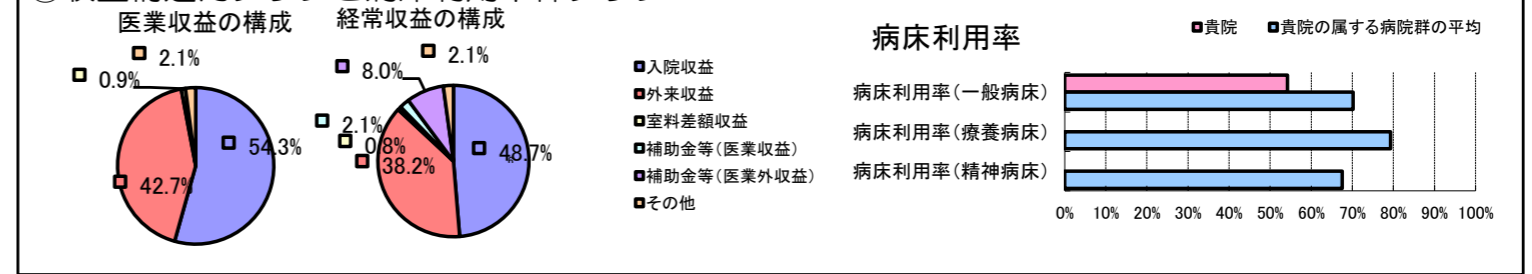 医業収益の構成
2.1%
0.9%
54.3%
42.7%
経常収益の構成
2.1%
8.0%
2.1%
0.8%
38.2%
48.7%
入院収益
外来収益
室料差額収益
補助金等(医業収益)
補助金等(医業外収益)
その他
病床利用率
貴院 貴院の属する病院群の平均
病床利用率(一般病床)
病床利用率(療養病床)
病床利用率(精神病床)
0% 10% 20% 30% 40% 50% 60% 70% 80% 90% 100%